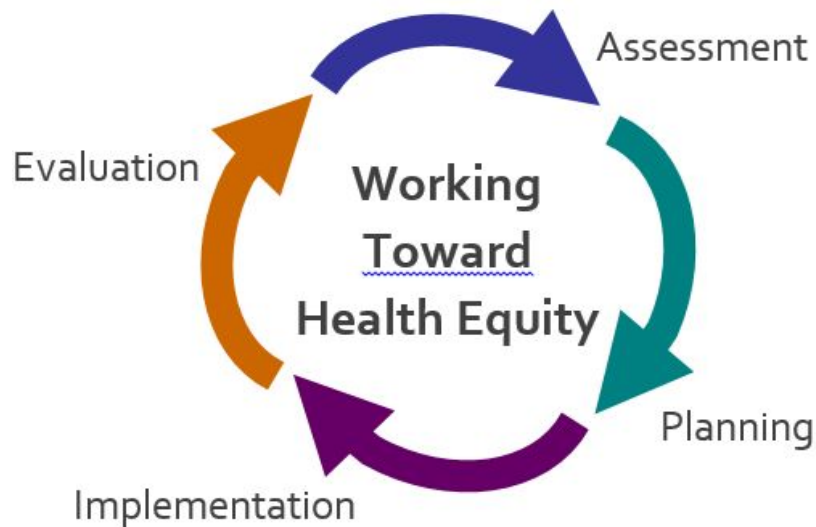 Assessment
Evaluation
Working
Toward
Health Equity
Planning
Implementation